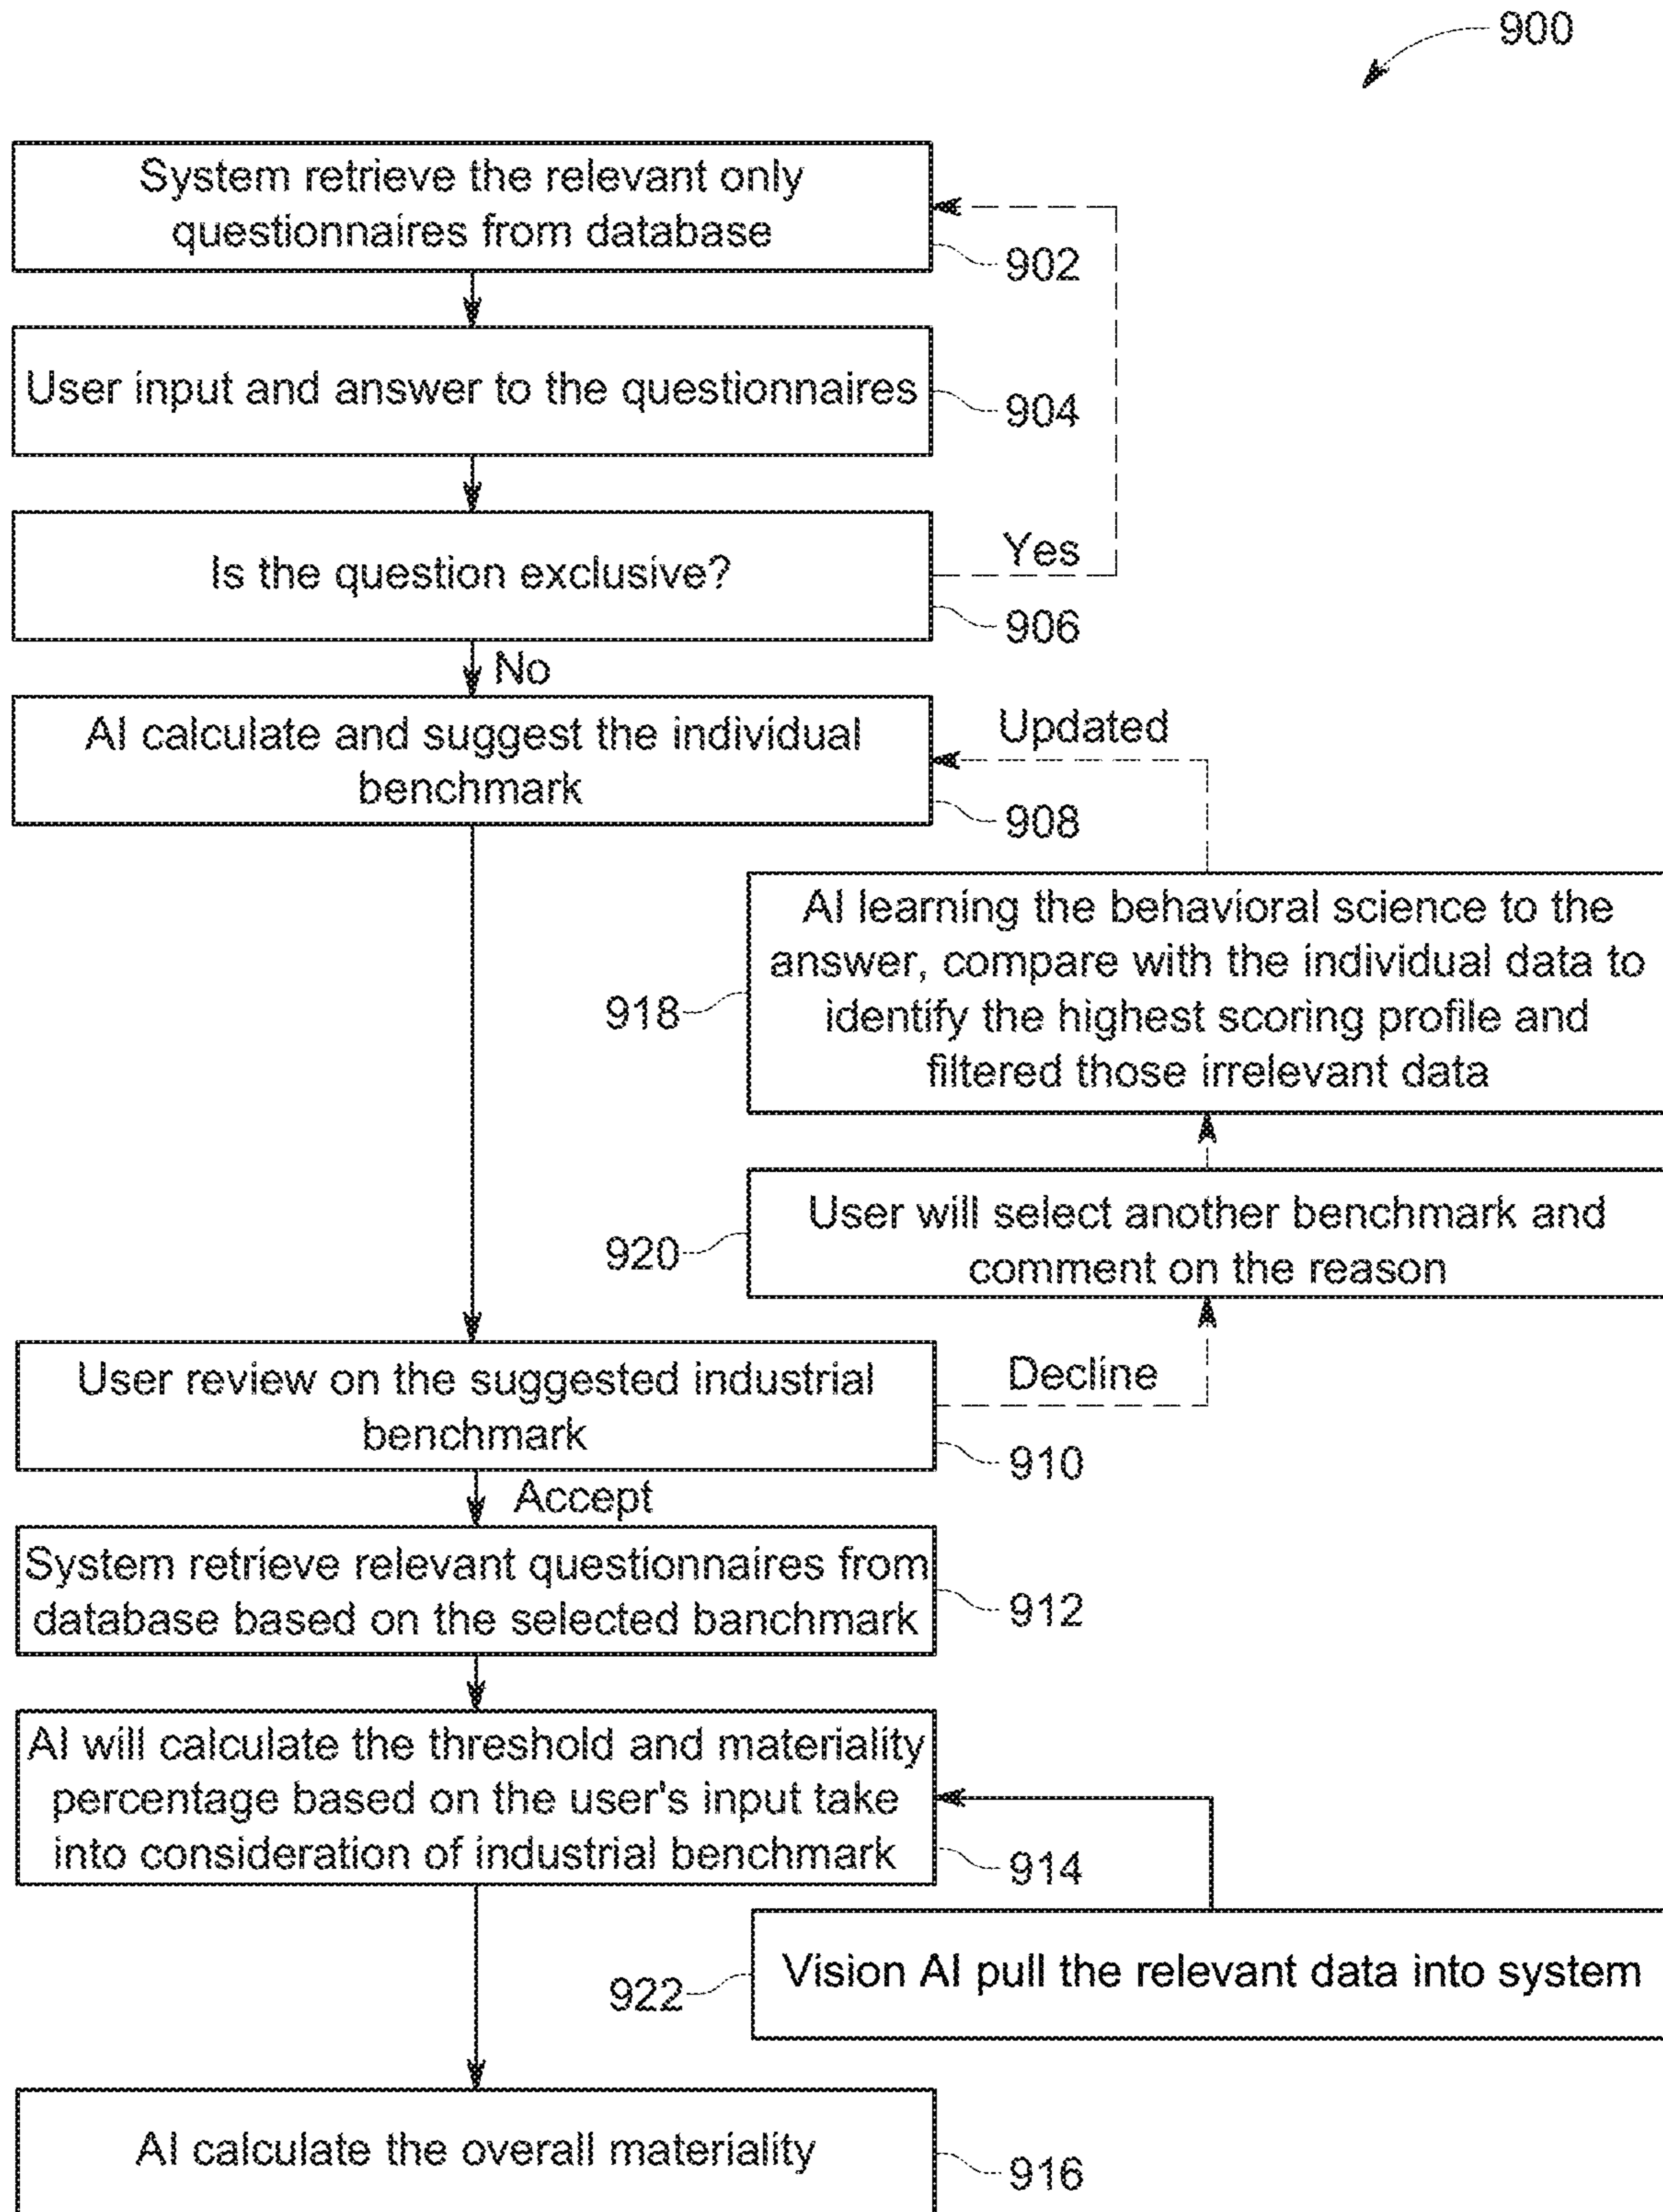 900
System retrieve the relevant only
questionnaires from database
902
User input and answer to the questionnaires
904
Is the question exclusive?
Yes
906
No
AI calculate and suggest the individual
benchmark
Updated
908
AI learning the behavioral science to the
answer, compare with the individual data to
identify the highest scoring profile and
filtered those irrelevant data
918
User will select another benchmark and
comment on the reason
920
User review on the suggested industrial
benchmark
Decline
910
Accept
System retrieve relevant questionnaires from
database based on the selected banchmark
912
AI will calculate the threshold and materiality
percentage based on the user's input take
into consideration of industrial benchmark
914
Vision AI pull the relevant data into system
922
AI calculate the overall materiality
916